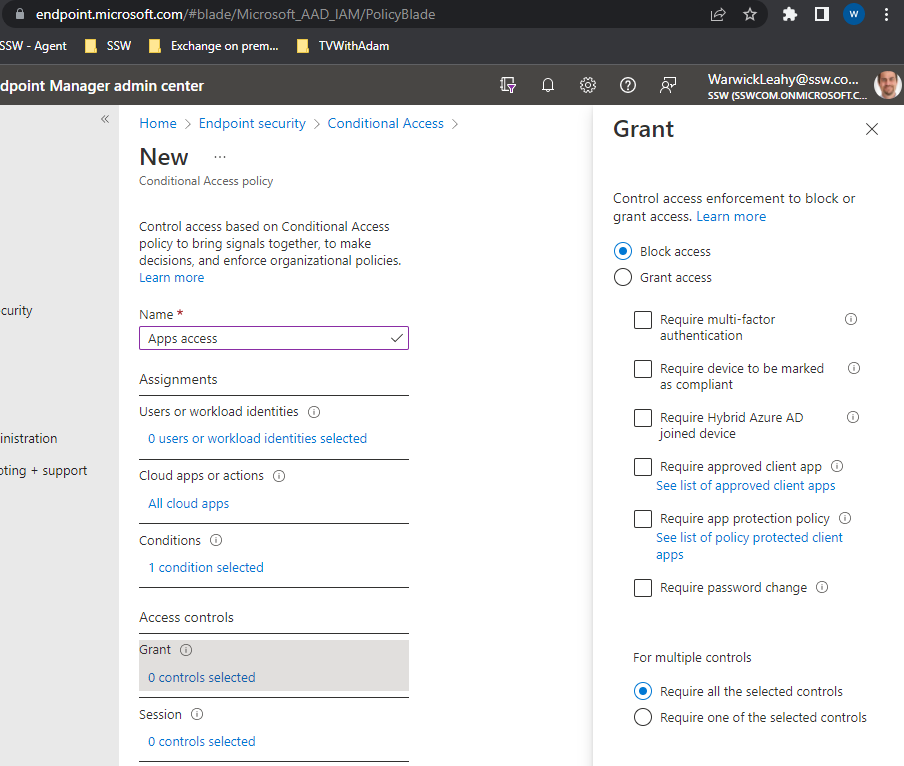 endpoint.microsoft.com/#blade/Microsoft_AAD_IAM/PolicyBlade
W
SSW - Agent SSW Exchange on prem... TVWithAdam
dpoint Manager admin center
WarwickLeahy@ssw.co...
SSW (SSWCOM.ONMICROSOFT.C...
Home > Endpoint security > Conditional Access >
New ...
Conditional Access policy
Control access based on Conditional Access
policy to bring signals together, to make
decisions, and enforce organizational policies.
Learn more
Name *
Apps access
Assignments
Users or workload identities
0 users or workload identities selected
Cloud apps or actions
All cloud apps
Conditions
1 condition selected
Access controls
Grant
0 controls selected
Session
0 controls selected
curity
inistration
oting + support
Grant
Control access enforcement to block or
grant access. Learn more
Block access
Grant access
Require multi-factor
authentication
Require device to be marked
as compliant
Require Hybrid Azure AD
joined device
Require approved client app
See list of approved client apps
Require app protection policy
See list of policy protected client
apps
Require password change
For multiple controls
Require all the selected controls
Require one of the selected controls